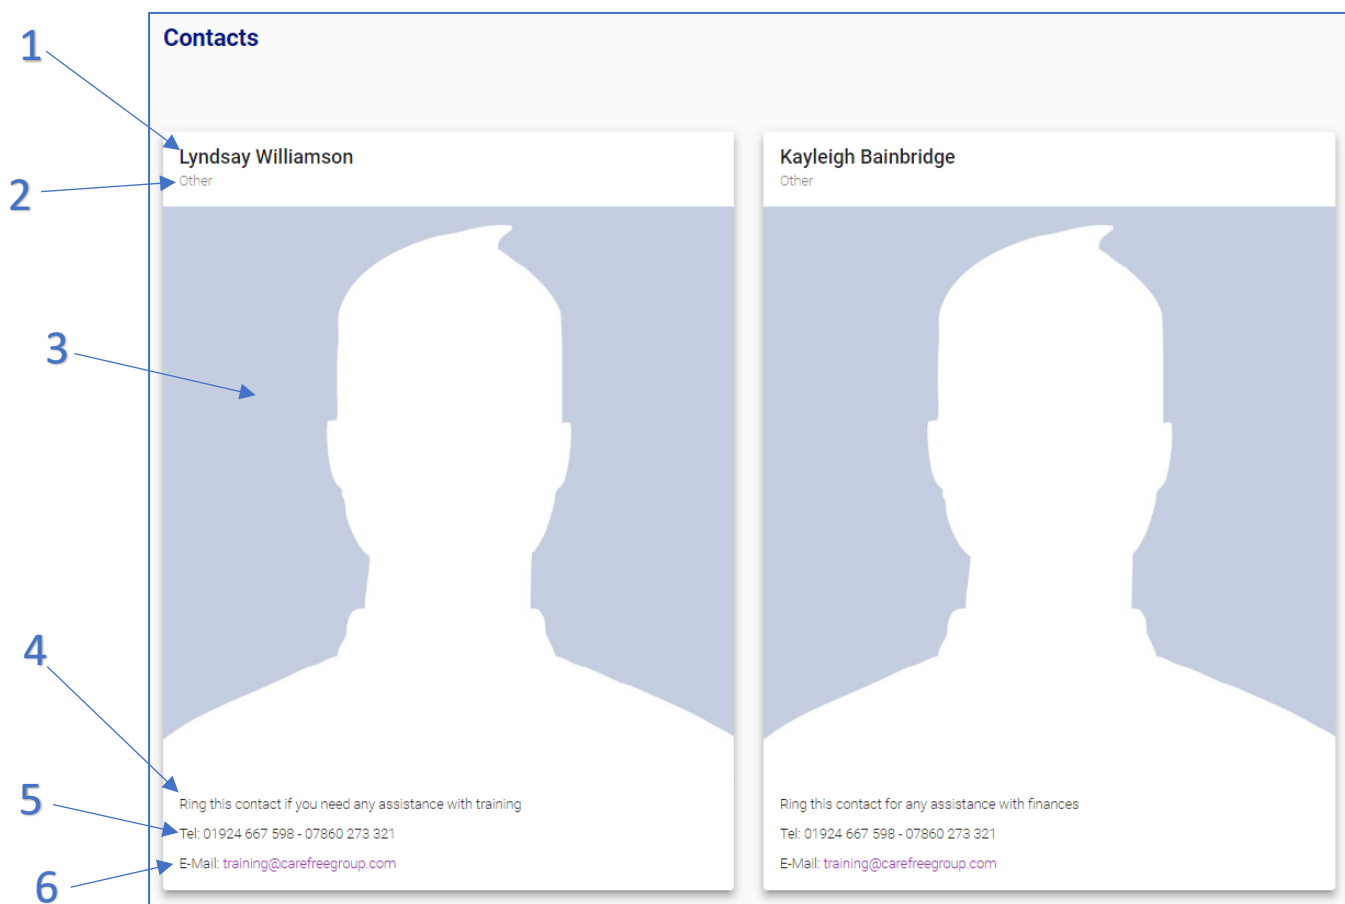 Contacts
1
Lyndsay Williamson
Other
2
3
4
Ring this contact if you need any assistance with training
5
Tel: 01924 667 598 - 07860 273 321
E-Mail: training@carefreegroup.com
6
Kayleigh Bainbridge
Other
Ring this contact for any assistance with finances
Tel: 01924 667 598 - 07860 273 321
E-Mail: training@carefreegroup.com